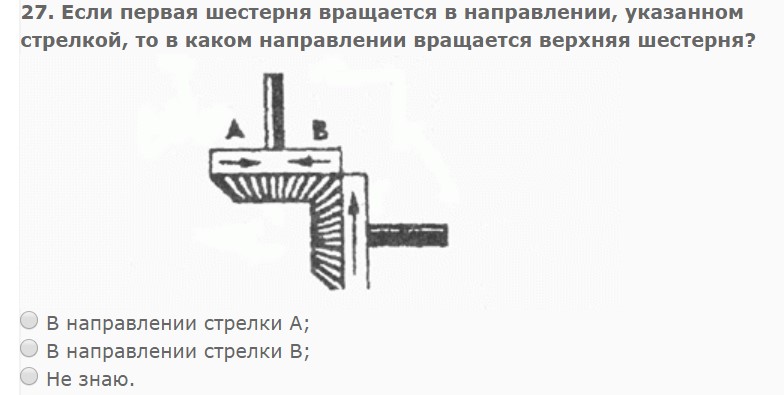 27. Если первая шестерня вращается в направлении, указанном
стрелкой, то в каком направлении вращается верхняя шестерня?
А В
В направлении стрелки А;
В направлении стрелки В;
Не знаю.